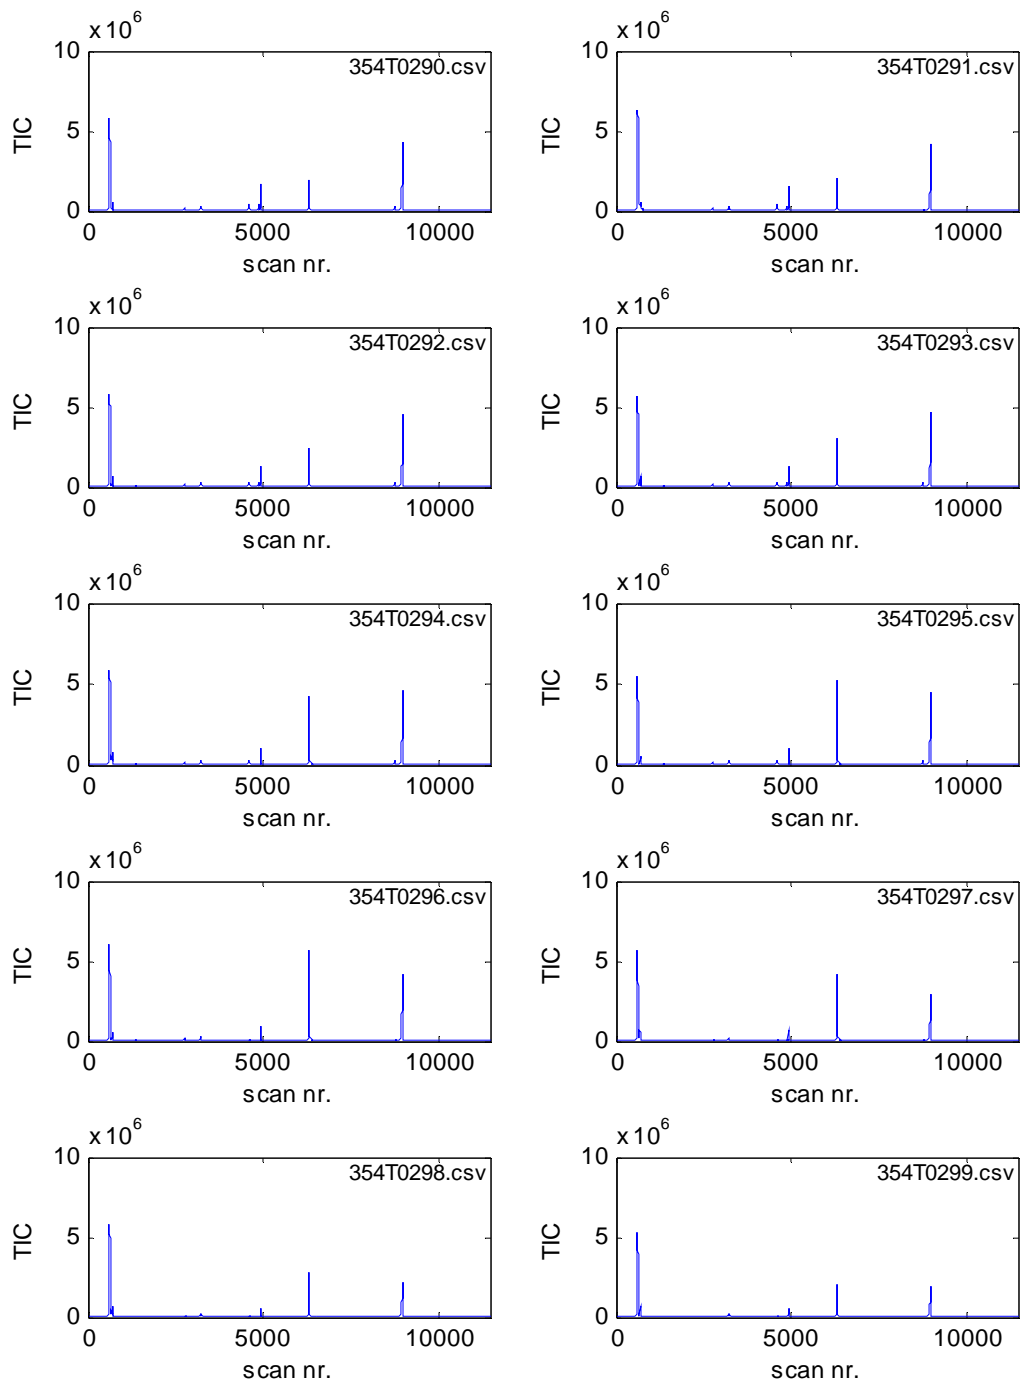 x 10^6
10
5
0
TIC
354T0290.csv
0 5000 10000
scan nr.
x 10^6
10
5
0
TIC
354T0291.csv
0 5000 10000
scan nr.
x 10^6
10
5
0
TIC
354T0292.csv
0 5000 10000
scan nr.
x 10^6
10
5
0
TIC
354T0293.csv
0 5000 10000
scan nr.
x 10^6
10
5
0
TIC
354T0294.csv
0 5000 10000
scan nr.
x 10^6
10
5
0
TIC
354T0295.csv
0 5000 10000
scan nr.
x 10^6
10
5
0
TIC
354T0296.csv
0 5000 10000
scan nr.
x 10^6
10
5
0
TIC
354T0297.csv
0 5000 10000
scan nr.
x 10^6
10
5
0
TIC
354T0298.csv
0 5000 10000
scan nr.
x 10^6
10
5
0
TIC
354T0299.csv
0 5000 10000
scan nr.